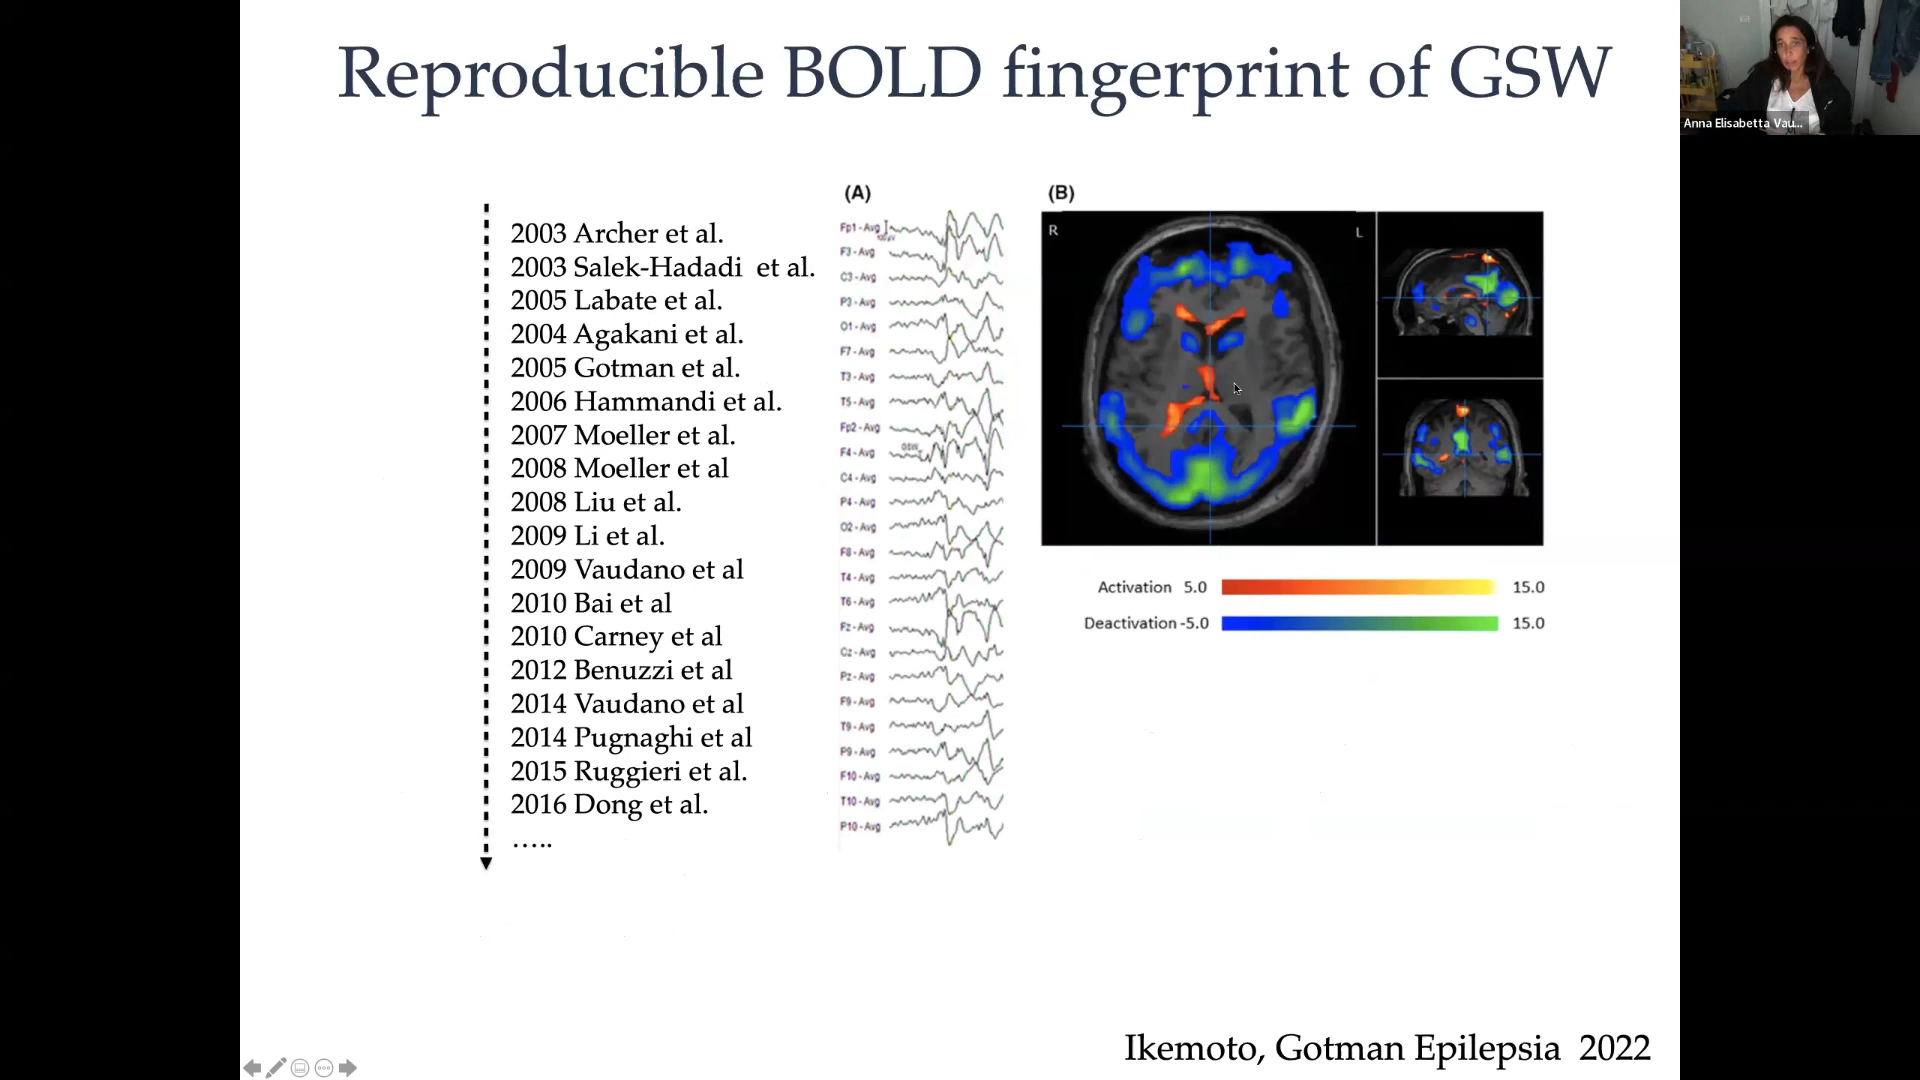 Reproducible BOLD fingerprint of GSW
Anna Elisabetta Vau...
2003 Archer et al.
2003 Salek-Hadadi et al.
2005 Labate et al.
2004 Agakani et al.
2005 Gotman et al.
2006 Hammandi et al.
2007 Moeller et al.
2008 Moeller et al
2008 Liu et al.
2009 Li et al.
2009 Vaudano et al
2010 Bai et al
2010 Carney et al
2012 Benuzzi et al
2014 Vaudano et al
2014 Pugnaghi et al
2015 Ruggieri et al.
2016 Dong et al.
.....
(A)
Fp1-Avg
F3-Avg
C3-Avg
P3-Avg
O1-Avg
F7-Avg
T3-Avg
T5-Avg
Fp2-Avg
GSW
F4-Avg
C4-Avg
P4-Avg
O2-Avg
F8-Avg
T4-Avg
T6-Avg
Fz-Avg
Cz-Avg
Pz-Avg
F9-Avg
T9-Avg
P9-Avg
F10-Avg
T10-Avg
P10-Avg
(B)
R L
Activation 5.0 15.0
Deactivation -5.0 15.0
Ikemoto, Gotman Epilepsia 2022